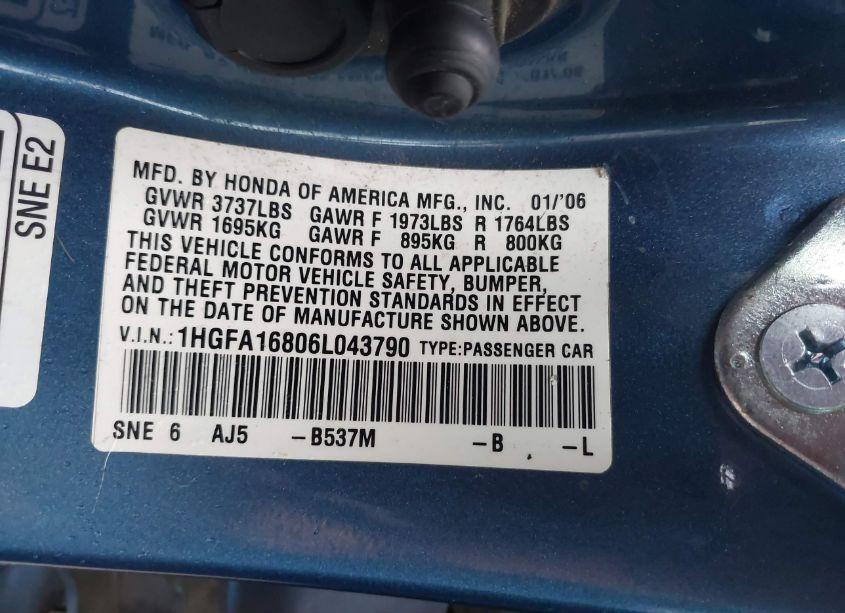 SNE E2
MFD. BY HONDA OF AMERICA MFG., INC. 01/'06
GVWR 3737LBS GAWR F 1973LBS R 1764LBS
GVWR 1695KG GAWR F 895KG R 800KG
THIS VEHICLE CONFORMS TO ALL APPLICABLE
FEDERAL MOTOR VEHICLE SAFETY, BUMPER,
AND THEFT PREVENTION STANDARDS IN EFFECT
ON THE DATE OF MANUFACTURE SHOWN ABOVE.
V.I.N.: 1HGFA16806L043790 TYPE:PASSENGER CAR
SNE 6 AJ5 -B537M -B -L